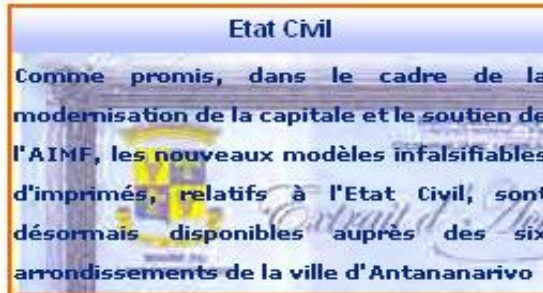 Etat Civil
Comme promis, dans le cadre de la
modernisation de la capitale et le soutien de
l'AIMF, les nouveaux modèles infalsifiables
d'imprimés, relatifs à l'Etat Civil, sont
désormais disponibles auprès des six
arrondissements de la ville d'Antananarivo
Extrait d'